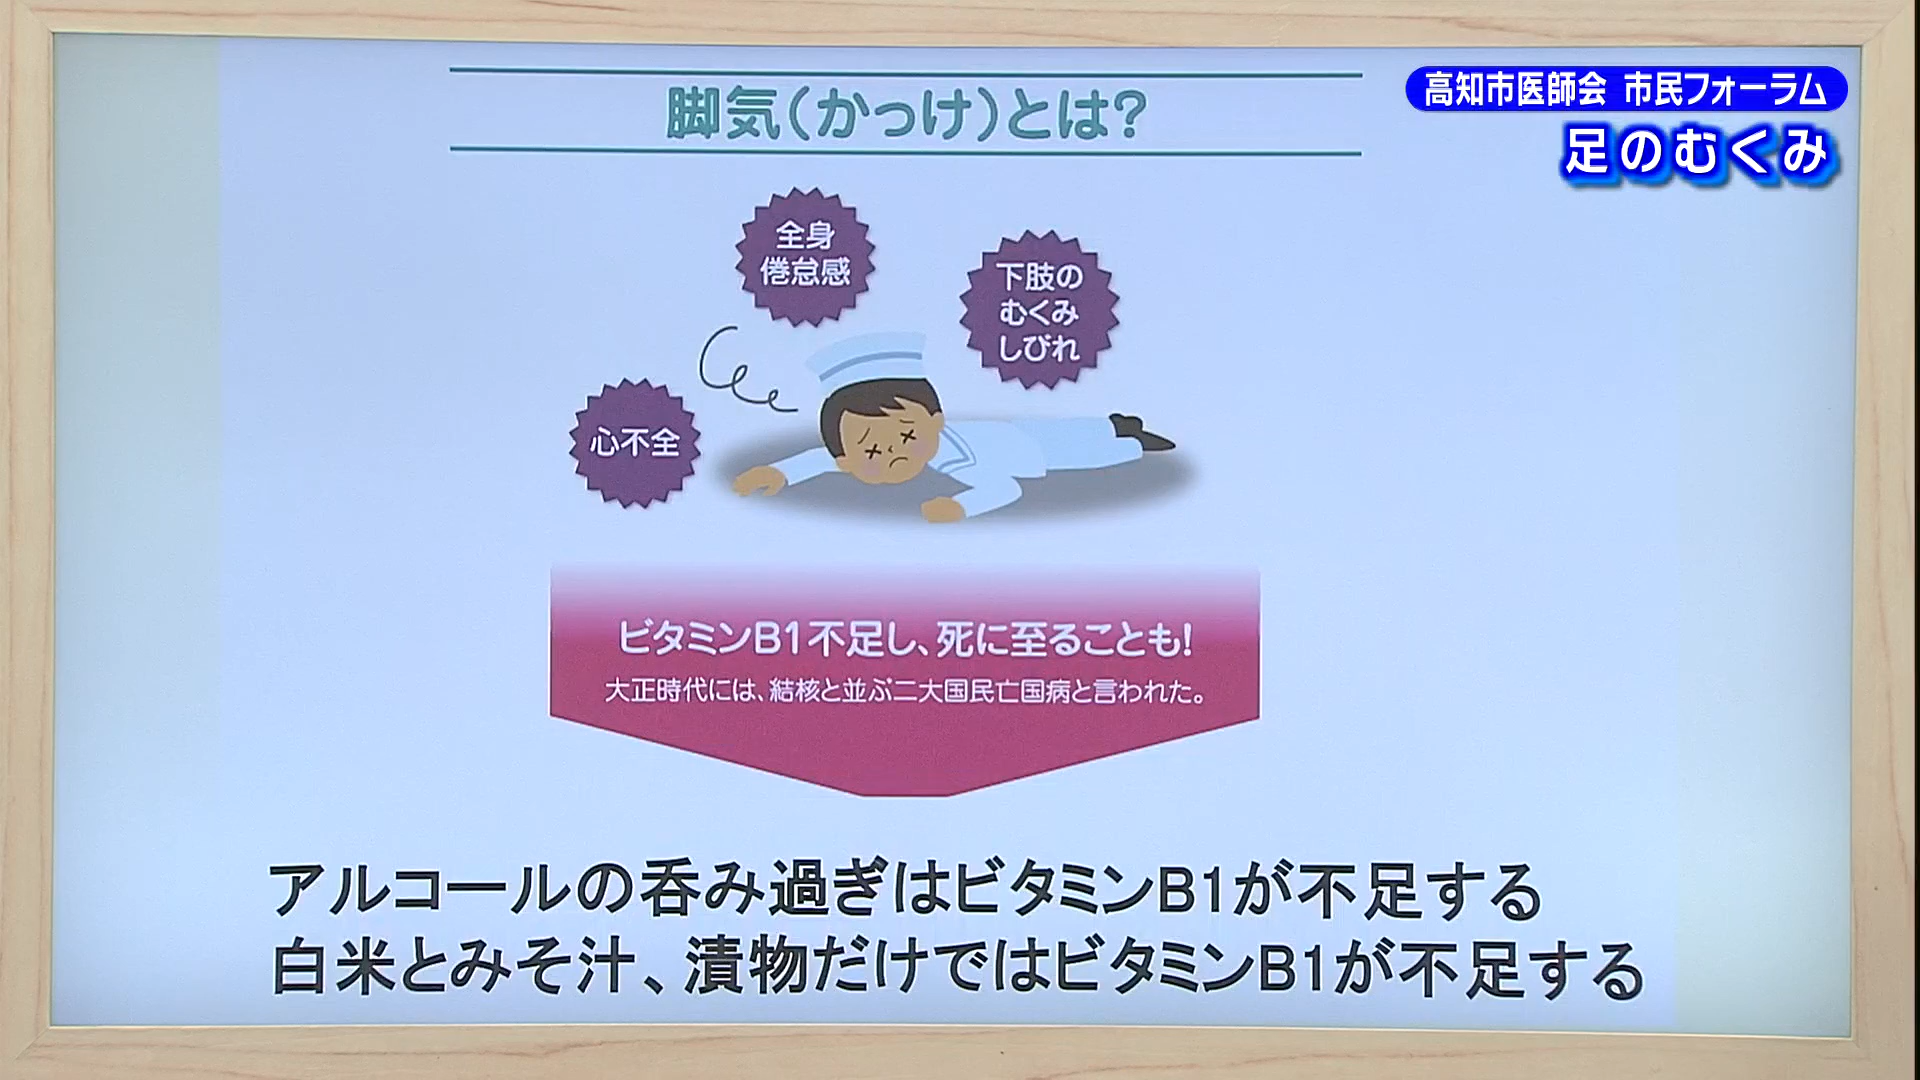 高知市医師会 市民フォーラム
足のむくみ
脚気(かっけ)とは?
全身
倦怠感
下肢の
むくみ
しびれ
心不全
ビタミンB1不足し、死に至ることも!
大正時代には、結核と並ぶ二大国民亡国病と言われた。
アルコールの呑み過ぎはビタミンB1が不足する
白米とみそ汁、漬物だけではビタミンB1が不足する